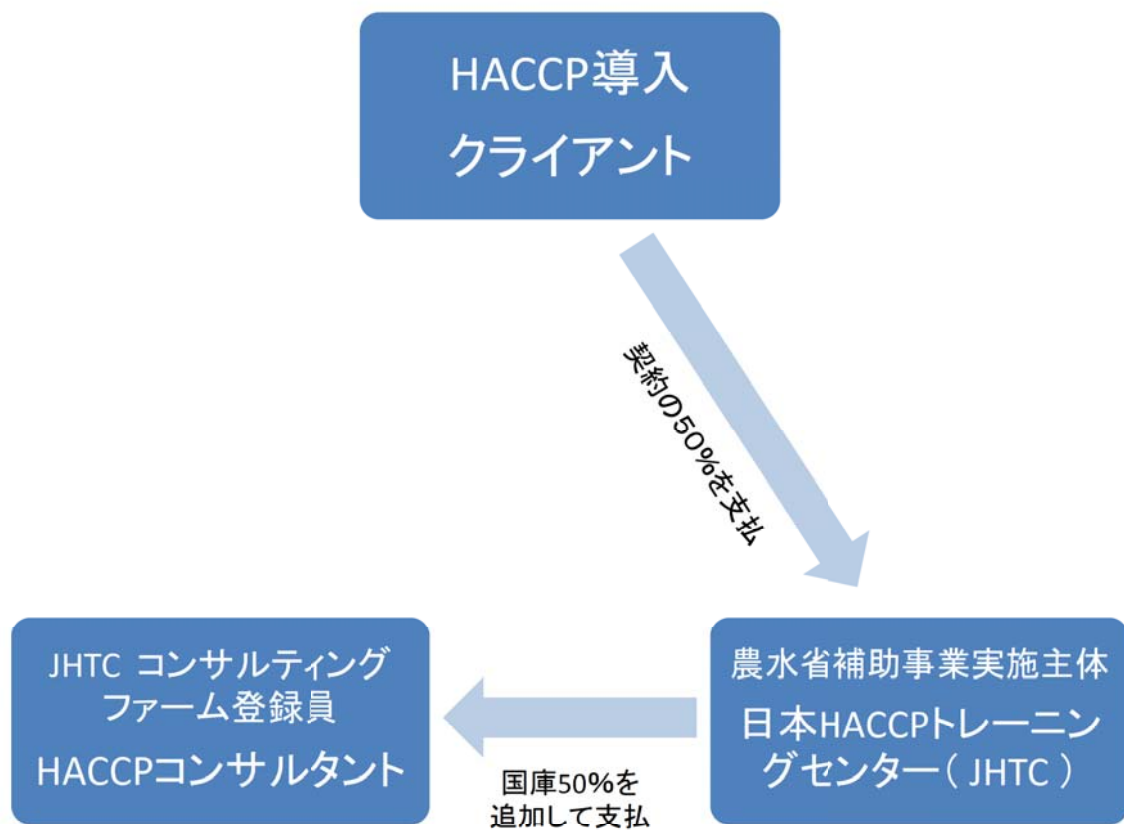 HACCP導入
クライアント
契約の50%を支払
JHTC コンサルティング
ファーム登録員
HACCPコンサルタント
国庫50%を
追加して支払
農水省補助事業実施主体
日本HACCPトレーニン
グセンター（ JHTC ）